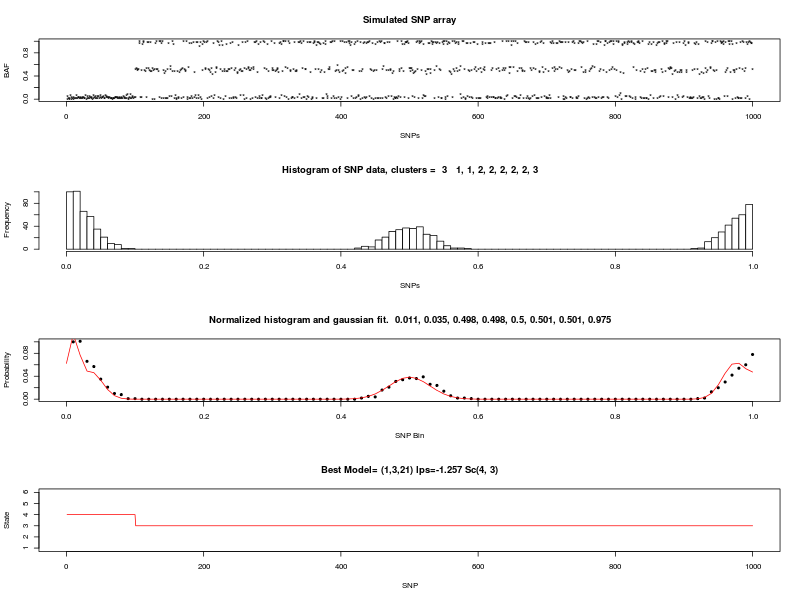 Simulated SNP array
BAF
0.0 0.4 0.8
0 200 400 600 800 1000
SNPs
Histogram of SNP data, clusters = 3 1, 1, 2, 2, 2, 2, 2, 3
Frequency
0 40 80
0.0 0.2 0.4 0.6 0.8 1.0
SNPs
Normalized histogram and gaussian fit. 0.011, 0.035, 0.498, 0.498, 0.5, 0.501, 0.501, 0.975
Probability
0.00 0.04 0.08
0.0 0.2 0.4 0.6 0.8 1.0
SNP Bin
Best Model= (1,3,21) lps=-1.257 Sc(4, 3)
State
1 2 3 4 5 6
0 200 400 600 800 1000
SNP